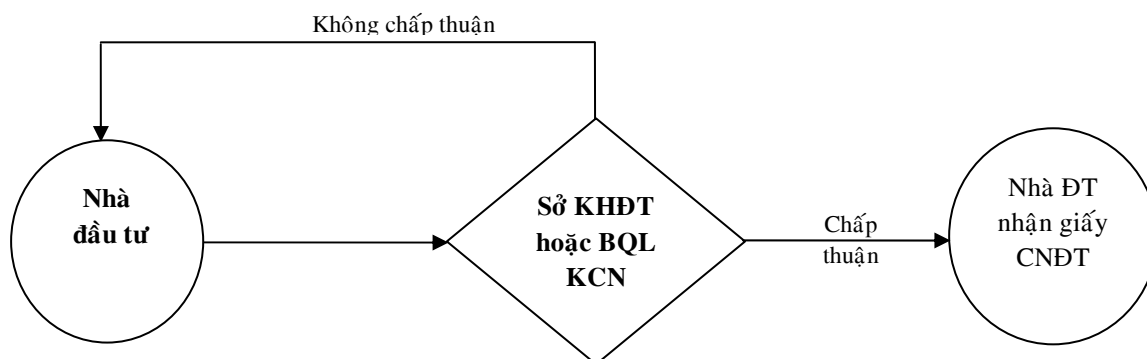 Không chấp thuận
Nhà
đầu tư
Sở KHĐT
hoặc BQL
KCN
Chấp
thuận
Nhà ĐT
nhận giấy
CNĐT